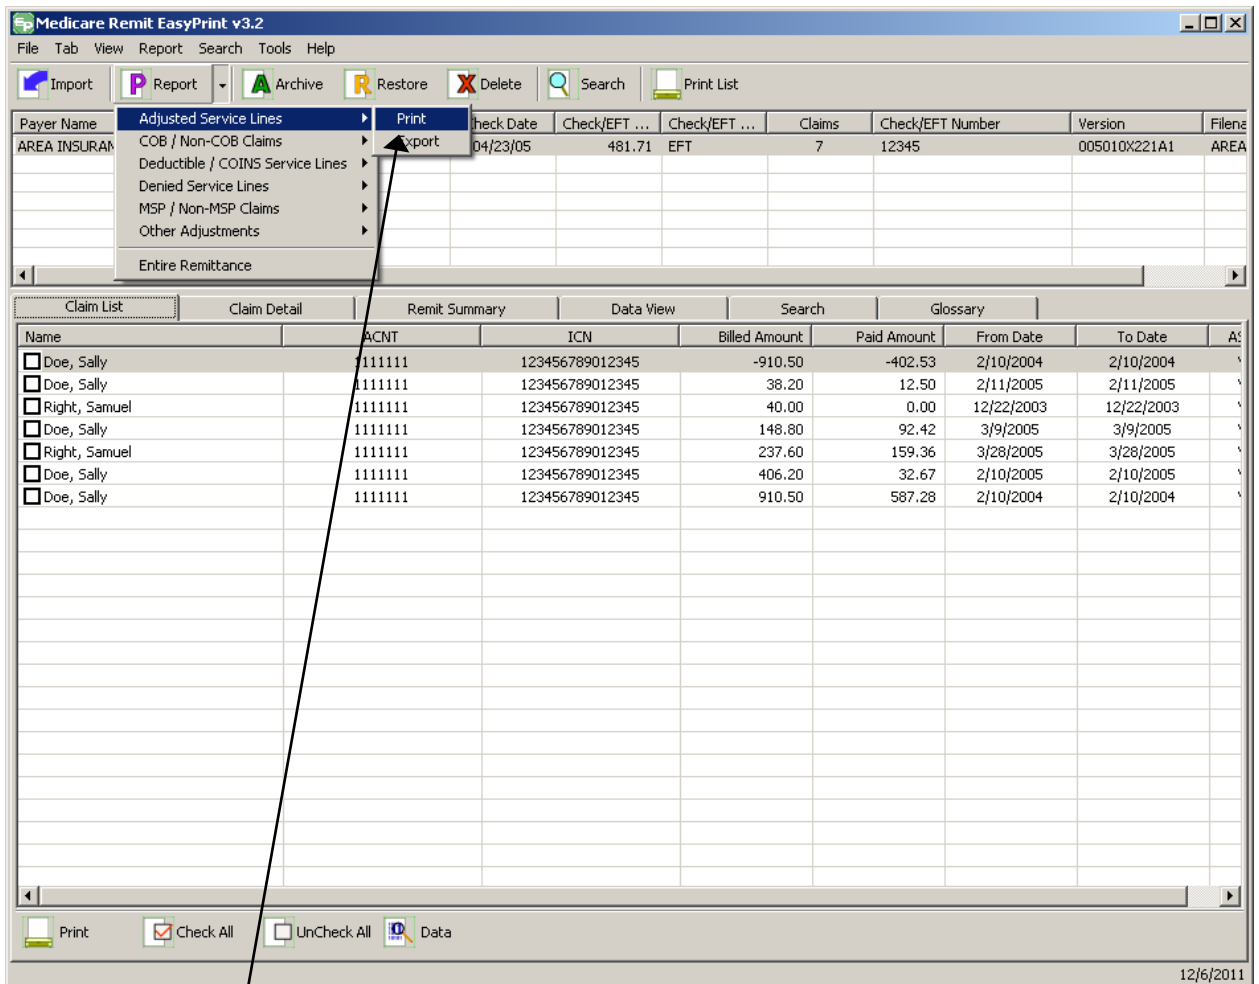 Medicare Remit EasyPrint v3.2
File Tab View Report Search Tools Help
Import Report Archive Restore Delete Search Print List
Payer Name Check Date Check/EFT ... Check/EFT ... Claims Check/EFT Number Version
04/23/05 481.71 EFT 7 12345 005010X221A1 AREA
AREA
Adjusted Service Lines Print
COB / Non-COB Claims Export
Deductible / COINS Service Lines
Denied Service Lines
MSP / Non-MSP Claims
Other Adjustments
Entire Remittance
Claim List Claim Detail Remit Summary Data View Search Glossary
Name ACNT ICN Billed Amount Paid Amount From Date To Date
Doe, Sally 1111111 123456789012345 -910.50 -402.53 2/10/2004 2/10/2004
Doe, Sally 1111111 123456789012345 38.20 12.50 2/11/2005 2/11/2005
Right, Samuel 1111111 123456789012345 40.00 0.00 12/22/2003 12/22/2003
Doe, Sally 1111111 123456789012345 148.80 92.42 3/9/2005 3/9/2005
Right, Samuel 1111111 123456789012345 237.60 159.36 3/28/2005 3/28/2005
Doe, Sally 1111111 123456789012345 406.20 32.67 2/10/2005 2/10/2005
Doe, Sally 1111111 123456789012345 910.50 587.28 2/10/2004 2/10/2004
Print Check All UnCheck All Data
12/6/2011